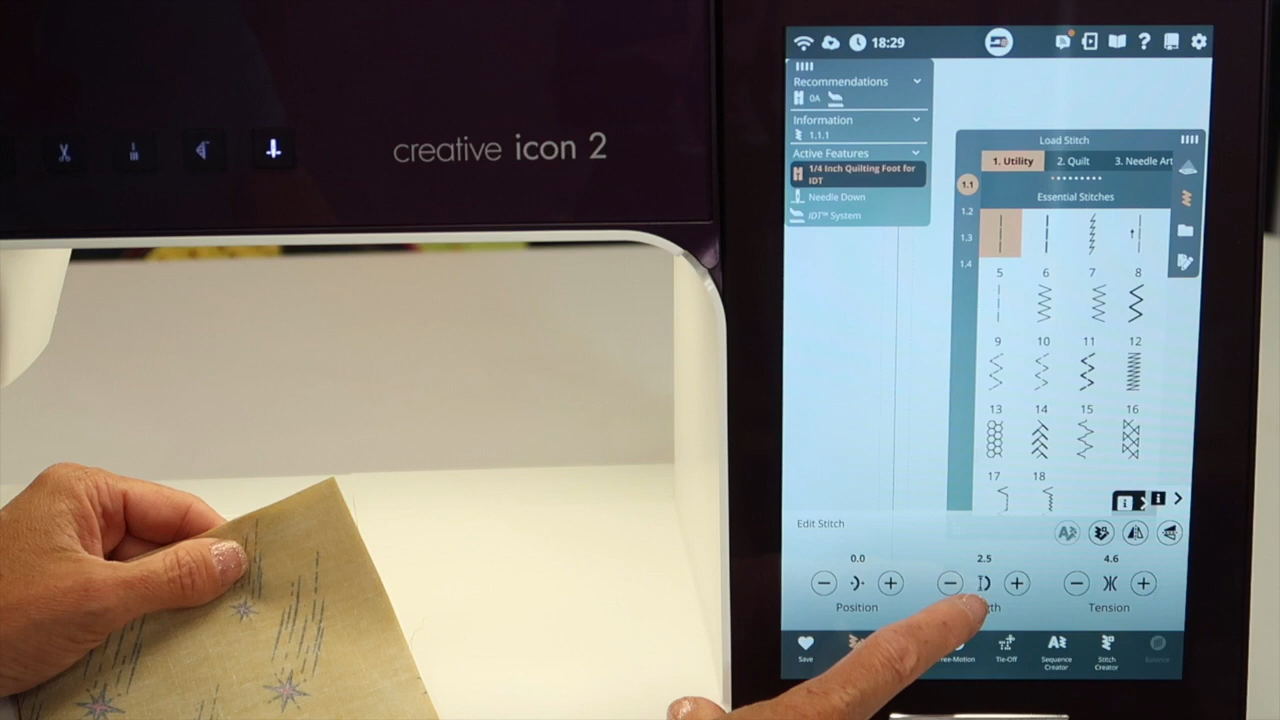 18:29
creative icon 2
Recommendations
0A
Information
1.1.1
Active Features
1/4 Inch Quilting Foot for
IDT
Needle Down
IDT™ System
Load Stitch
1. Utility 2. Quilt 3. Needle Art
Essential Stitches
1.1
1.2
1.3
1.4
5 6 7 8
9 10 11 12
13 14 15 16
17 18
Edit Stitch
0.0 2.5 4.6
Position Tension
Save Tie-Off Sequence
Creator Stitch
Creator Balance